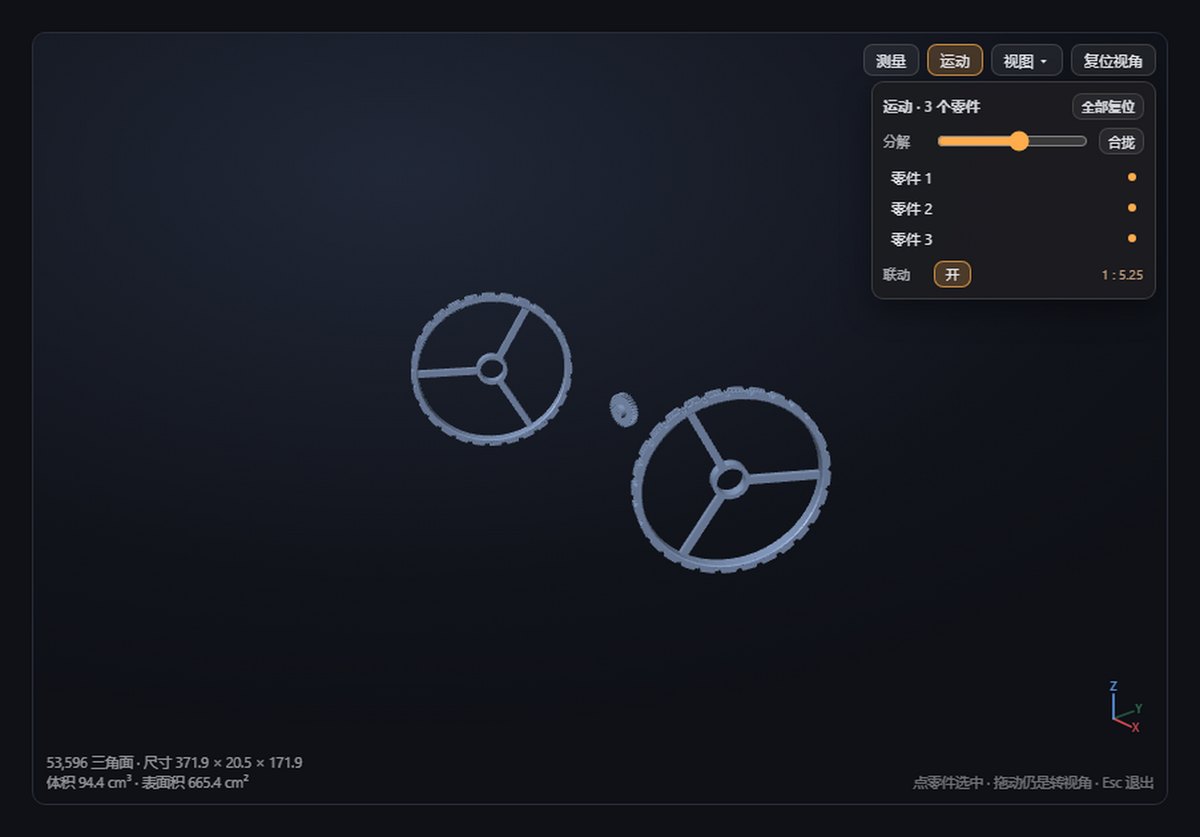 测量 运动 视图 复位视角
运动 · 3 个零件 全部复位
分解 合拢
零件 1
零件 2
零件 3
联动 开 1 : 5.25
Z
Y
X
53,596 三角面 · 尺寸 371.9 × 20.5 × 171.9
体积 94.4 cm³ · 表面积 665.4 cm²
点零件选中 · 拖动仍是转视角 · Esc 退出